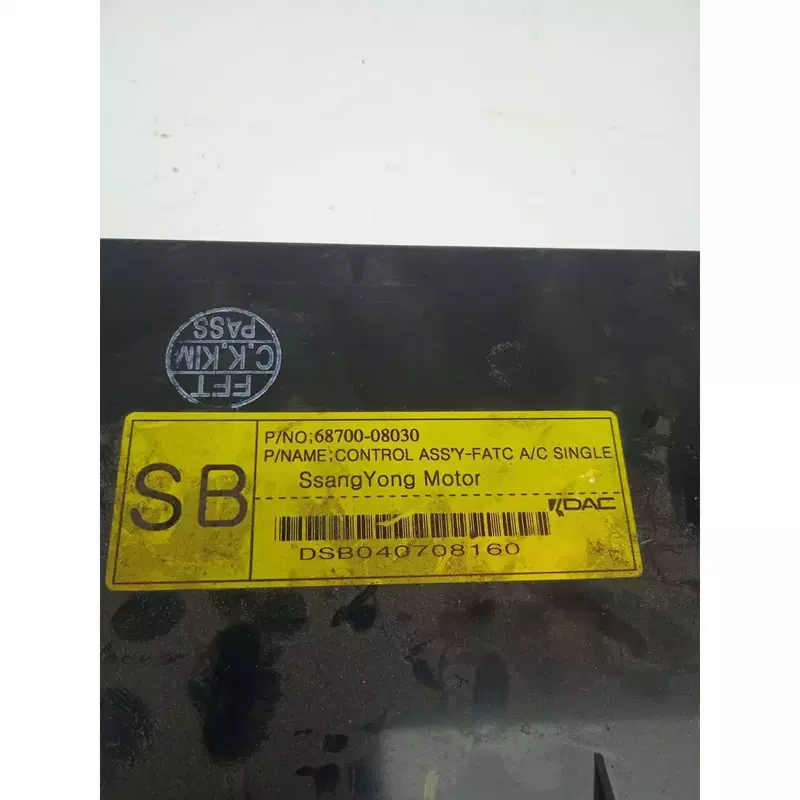 FFT
C.K.KIM
PASS
SB
P/NO;68700-08030
P/NAME;CONTROL ASS'Y-FATC A/C SINGLE
SsangYong Motor
DAC
DSB040708160